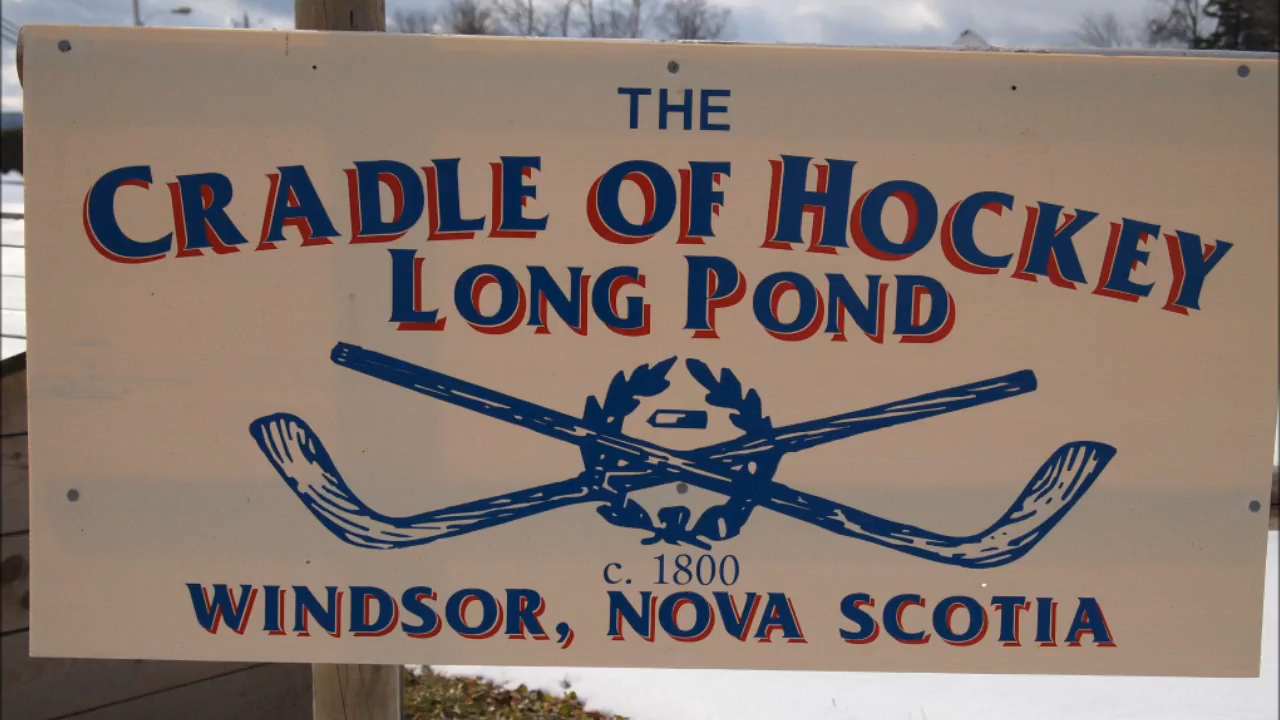 THE
CRADLE OF HOCKEY
LONG POND
c. 1800
WINDSOR, NOVA SCOTIA